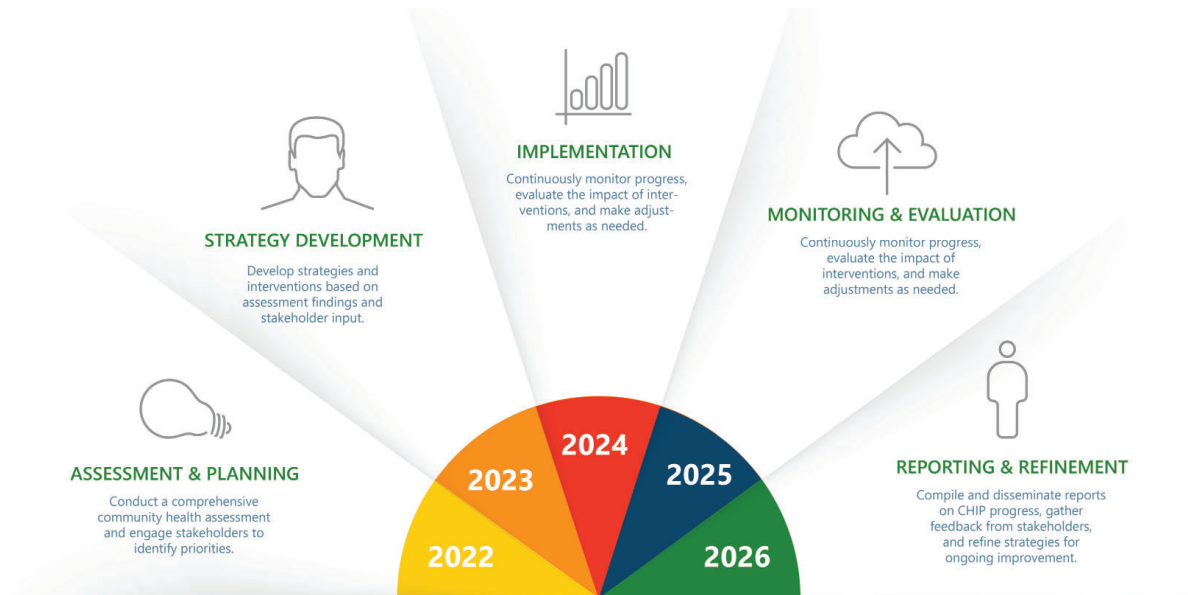 ASSESSMENT & PLANNING
Conduct a comprehensive
community health assessment
and engage stakeholders to
identify priorities.
2022
STRATEGY DEVELOPMENT
Develop strategies and
interventions based on
assessment findings and
stakeholder input.
2023
IMPLEMENTATION
Continuously monitor progress,
evaluate the impact of inter-
ventions, and make adjust-
ments as needed.
2024
MONITORING & EVALUATION
Continuously monitor progress,
evaluate the impact of
interventions, and make
adjustments as needed.
2025
REPORTING & REFINEMENT
Compile and disseminate reports
on CHIP progress, gather
feedback from stakeholders,
and refine strategies for
ongoing improvement.
2026